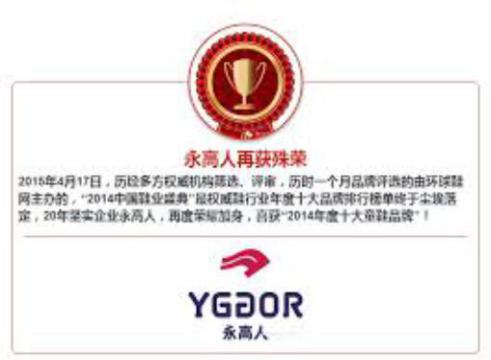 永高人再获殊荣
2015年4月17日，历经多方权威机构筛选、评审，历时一个月品牌评选的由环球鞋
网主办的，“2014中国鞋业盛典”最权威鞋行业年度十大品牌排行榜单终于尘埃落
定，20年坚实企业永高人，再度荣耀加身，喜获“2014年度十大童鞋品牌”！
YGGOR
永高人